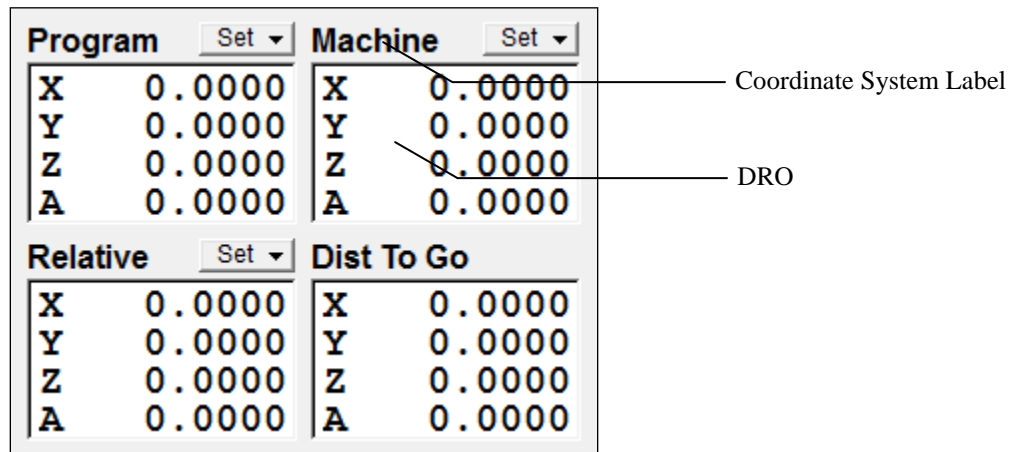 Program Set Machine Set
X 0.0000 X 0.0000
Y 0.0000 Y 0.0000
Z 0.0000 Z 0.0000
A 0.0000 A 0.0000
Relative Set Dist To Go
X 0.0000 X 0.0000
Y 0.0000 Y 0.0000
Z 0.0000 Z 0.0000
A 0.0000 A 0.0000
Coordinate System Label
DRO